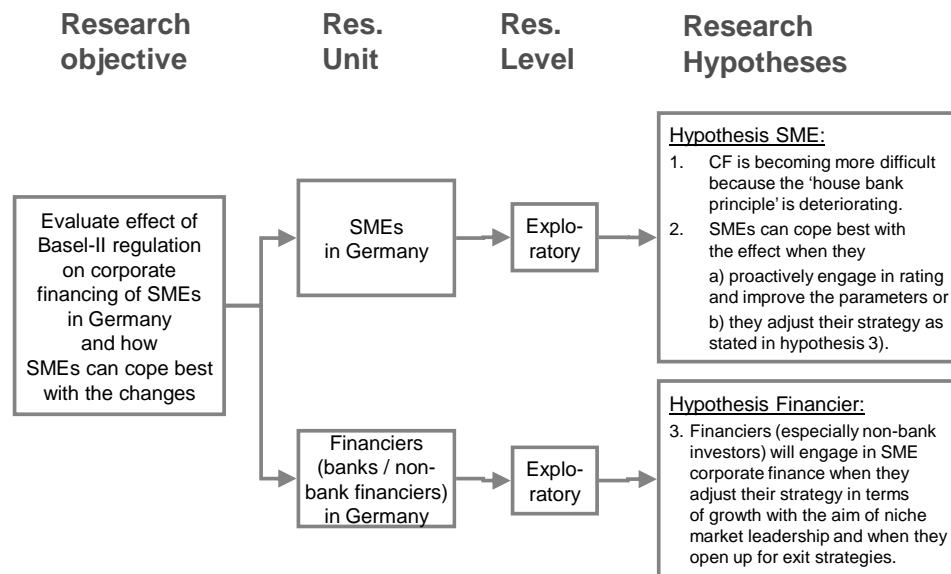 Research
objective
Res.
Unit
Res.
Level
Research
Hypotheses
Evaluate effect of
Basel-II regulation
on corporate
financing of SMEs
in Germany
and how
SMEs can cope best
with the changes
SMEs
in Germany
Explo-
ratory
Hypothesis SME:
1. CF is becoming more difficult
because the ‘house bank
principle’ is deteriorating.
2. SMEs can cope best with
the effect when they
a) proactively engage in rating
and improve the parameters or
b) they adjust their strategy as
stated in hypothesis 3).
Financiers
(banks / non-
bank financiers)
in Germany
Explo-
ratory
Hypothesis Financier:
3. Financiers (especially non-bank
investors) will engage in SME
corporate finance when they
adjust their strategy in terms
of growth with the aim of niche
market leadership and when they
open up for exit strategies.